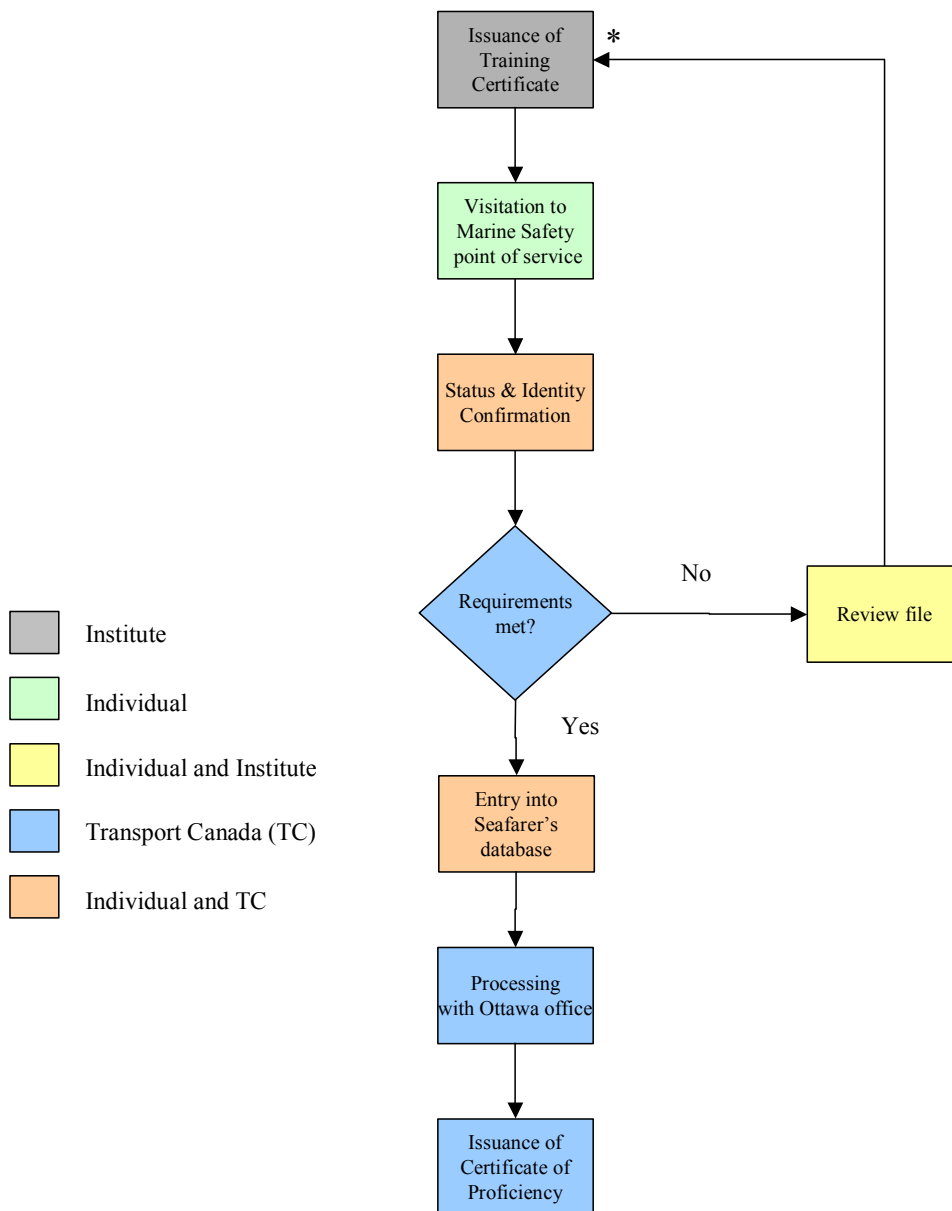 Issuance of
Training
Certificate
*
Visitation to
Marine Safety
point of service
Status & Identity
Confirmation
Requirements
met?
No
Review file
Yes
Entry into
Seafarer’s
database
Processing
with Ottawa office
Issuance of
Certificate of
Proficiency
Institute
Individual
Individual and Institute
Transport Canada (TC)
Individual and TC